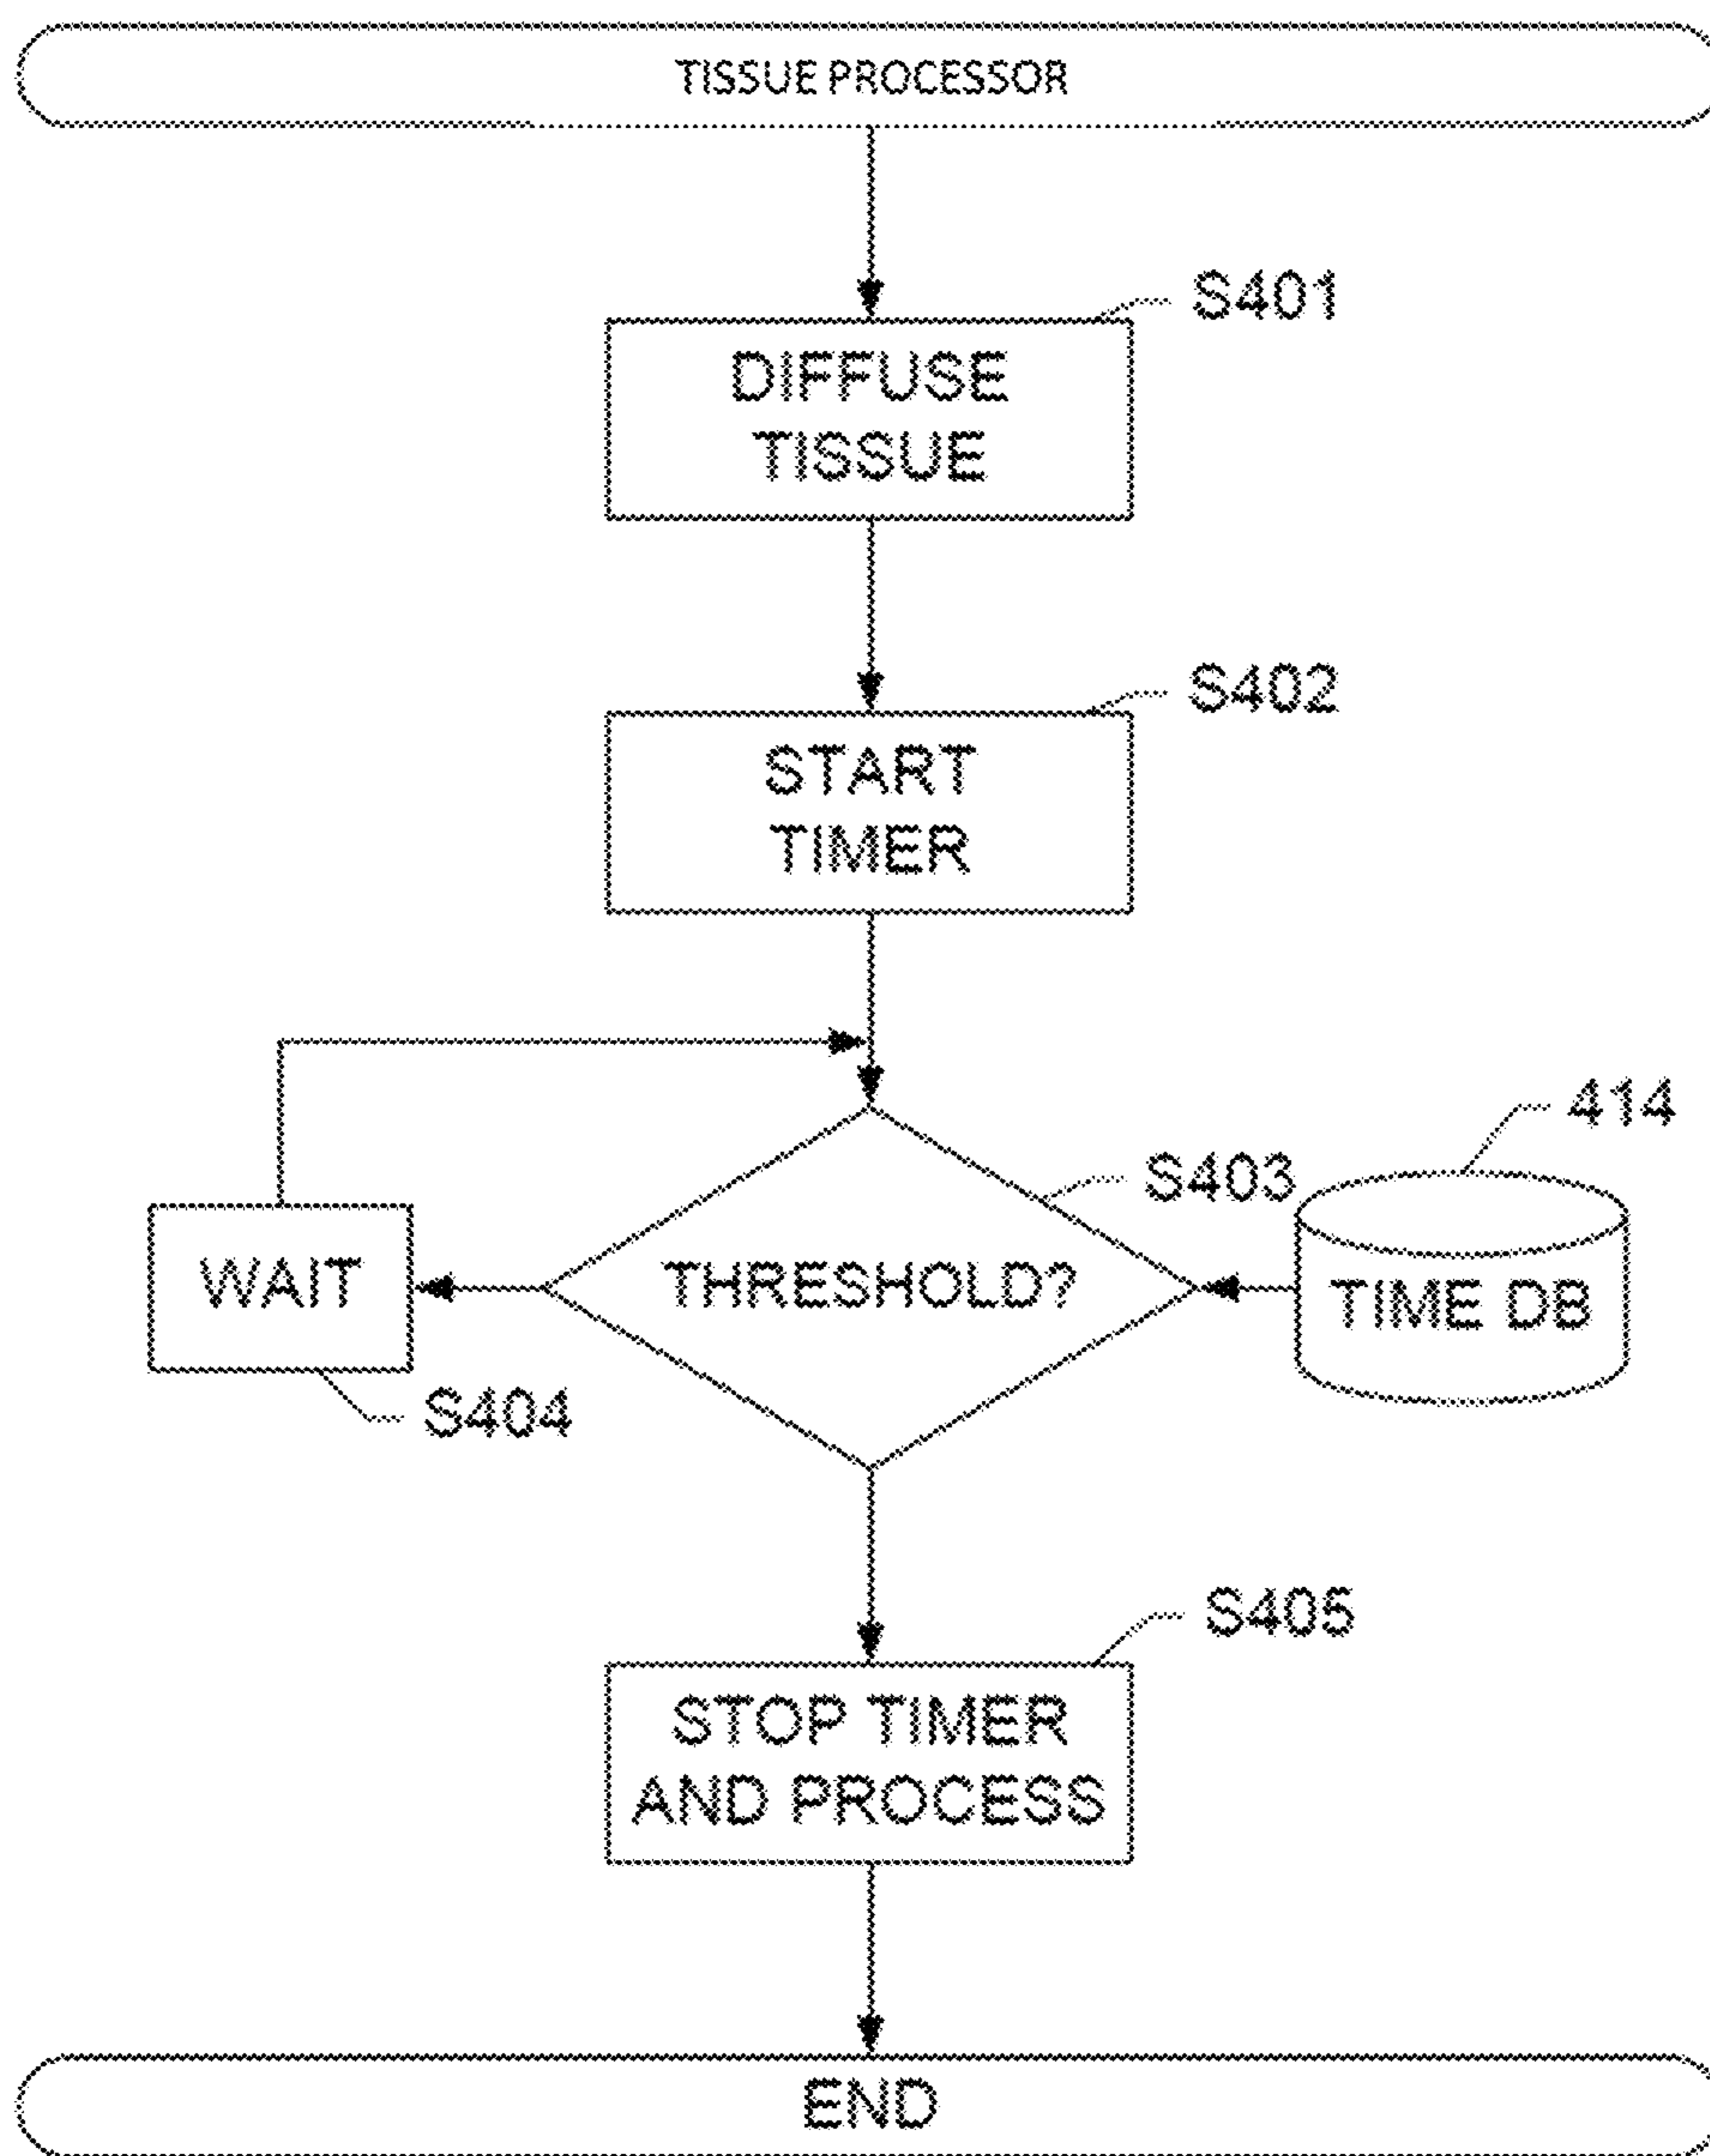 TISSUE PROCESSOR
S401
DIFFUSE
TISSUE
S402
START
TIMER
414
S403
WAIT
THRESHOLD?
TIME DB
S404
S405
STOP TIMER
AND PROCESS
END